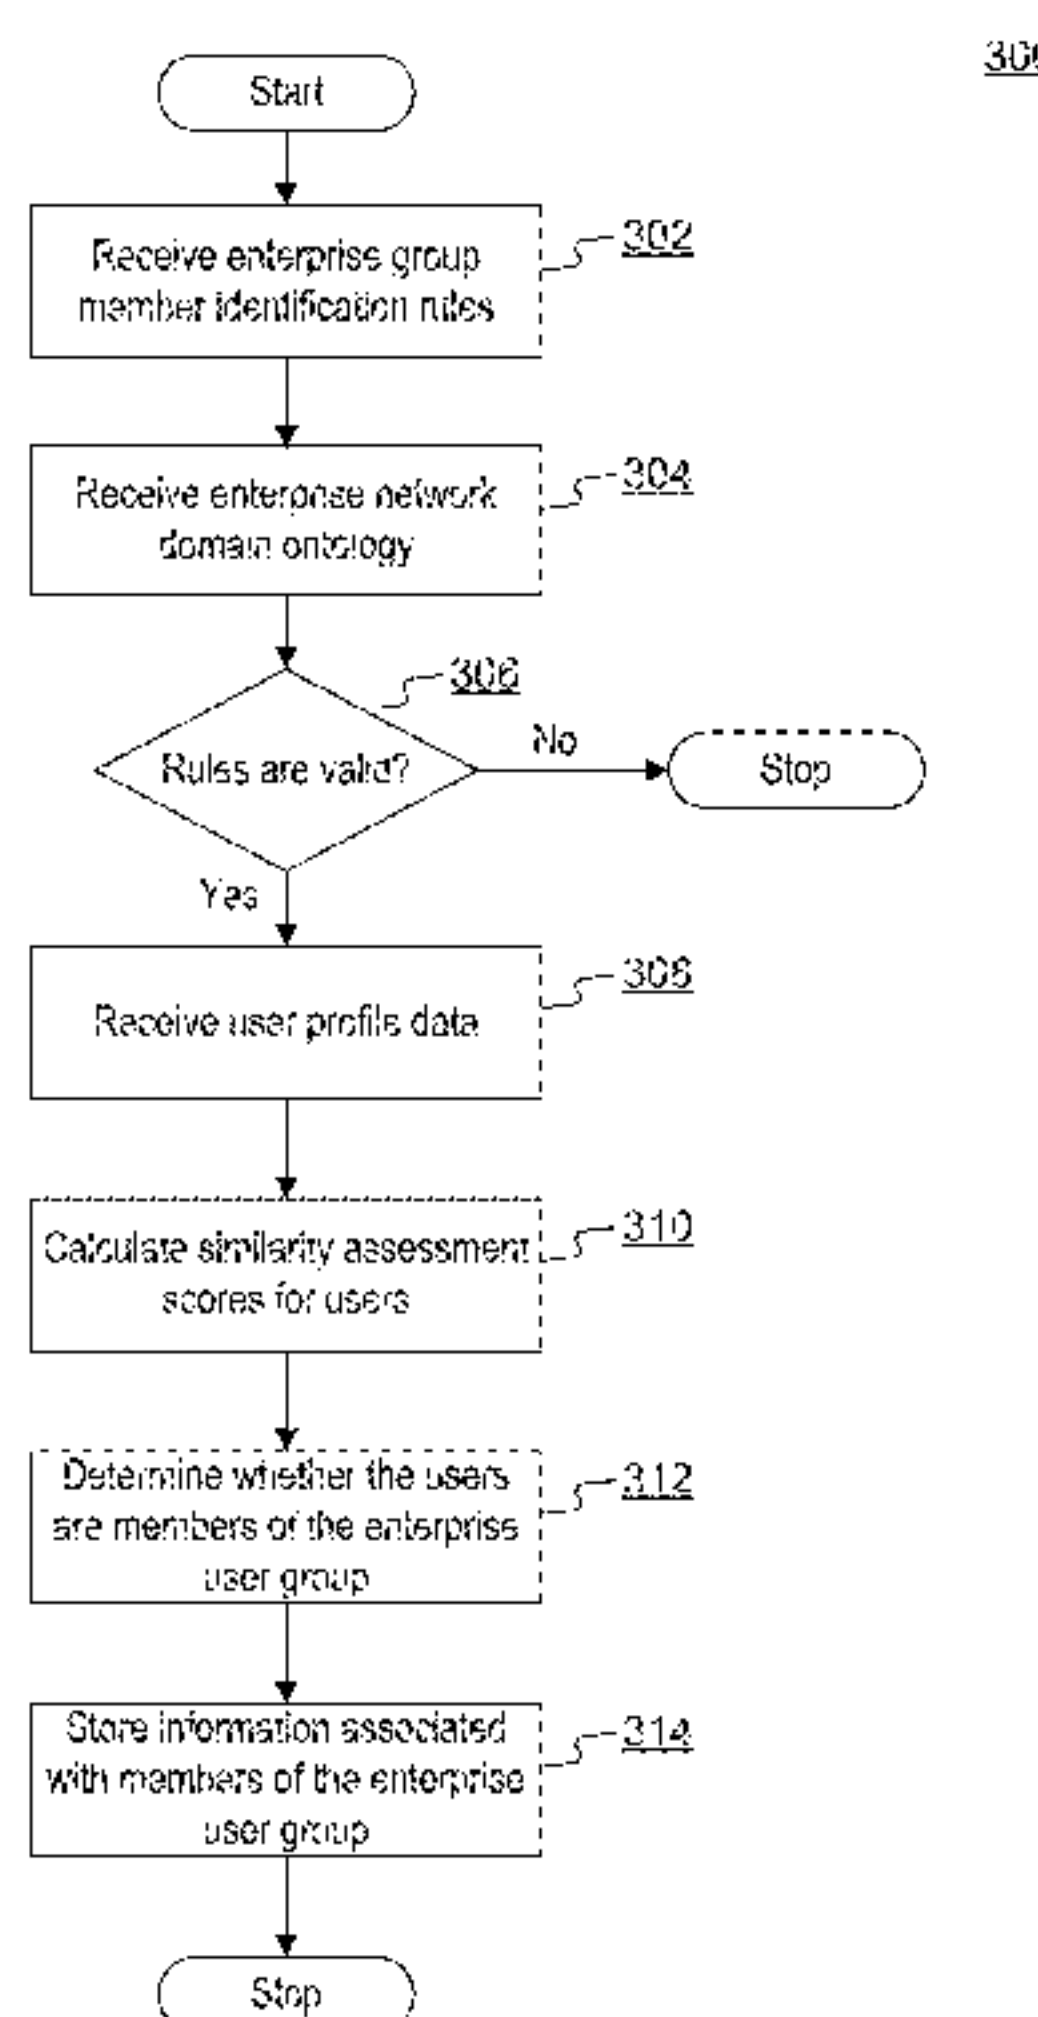 Start
Receive enterprise group
member identification rules
302
Receive enterprise network
domain ontology
304
306
Rules are valid?
No
Stop
Yes
Receive user profile data
308
Calculate similarity assessment
scores for users
310
Determine whether the users
are members of the enterprise
user group
312
Store information associated
with members of the enterprise
user group
314
Stop